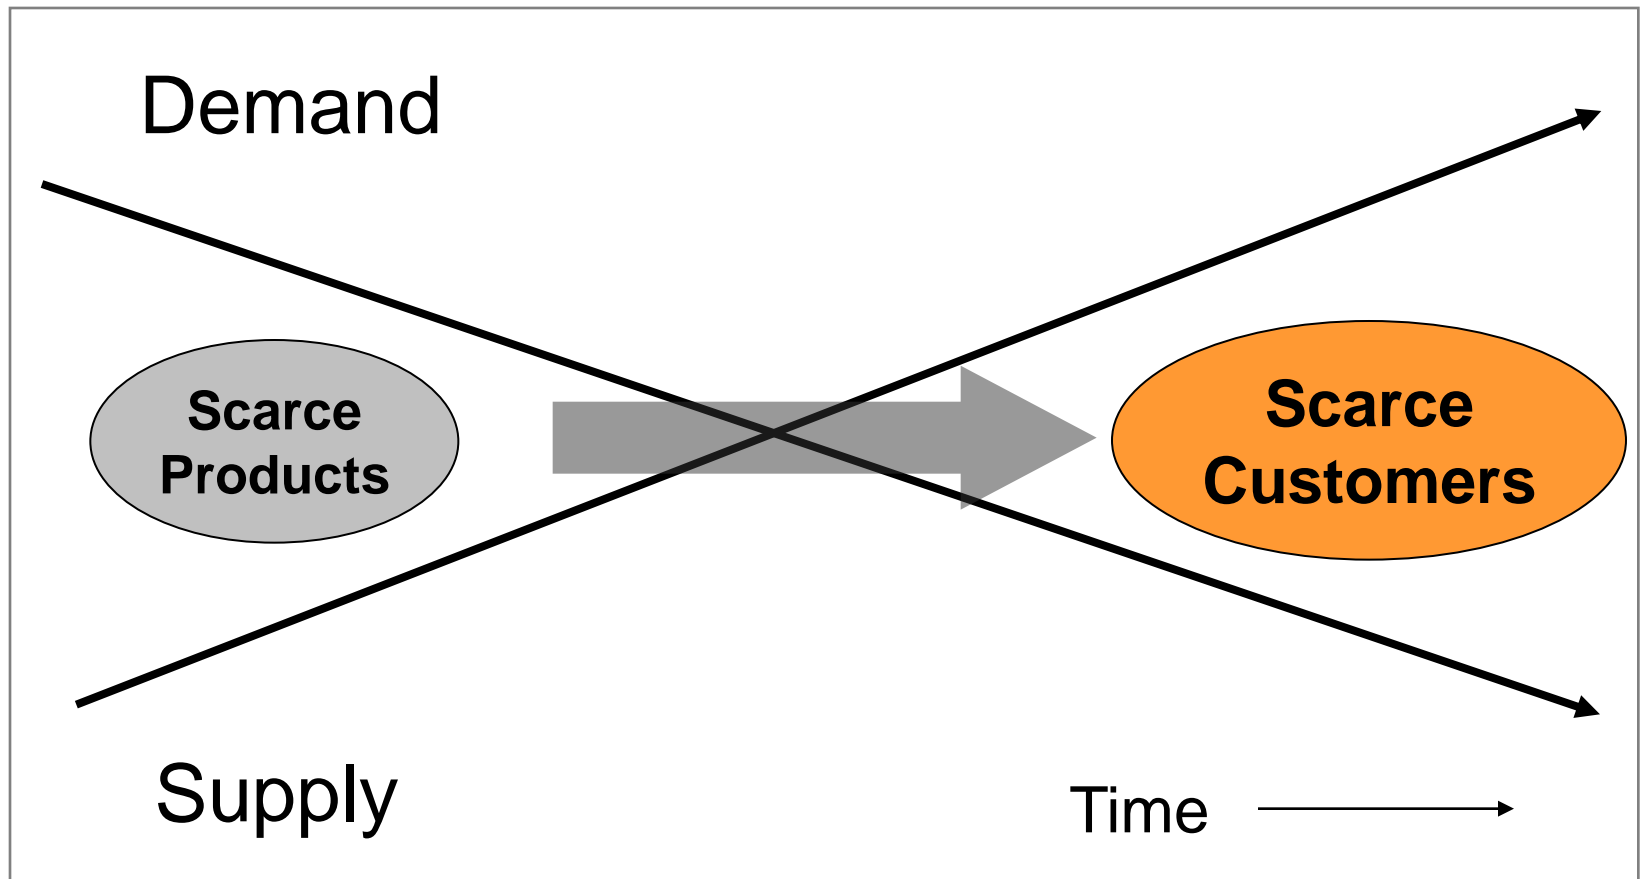 Demand
Scarce
Products
Scarce
Customers
Supply
Time